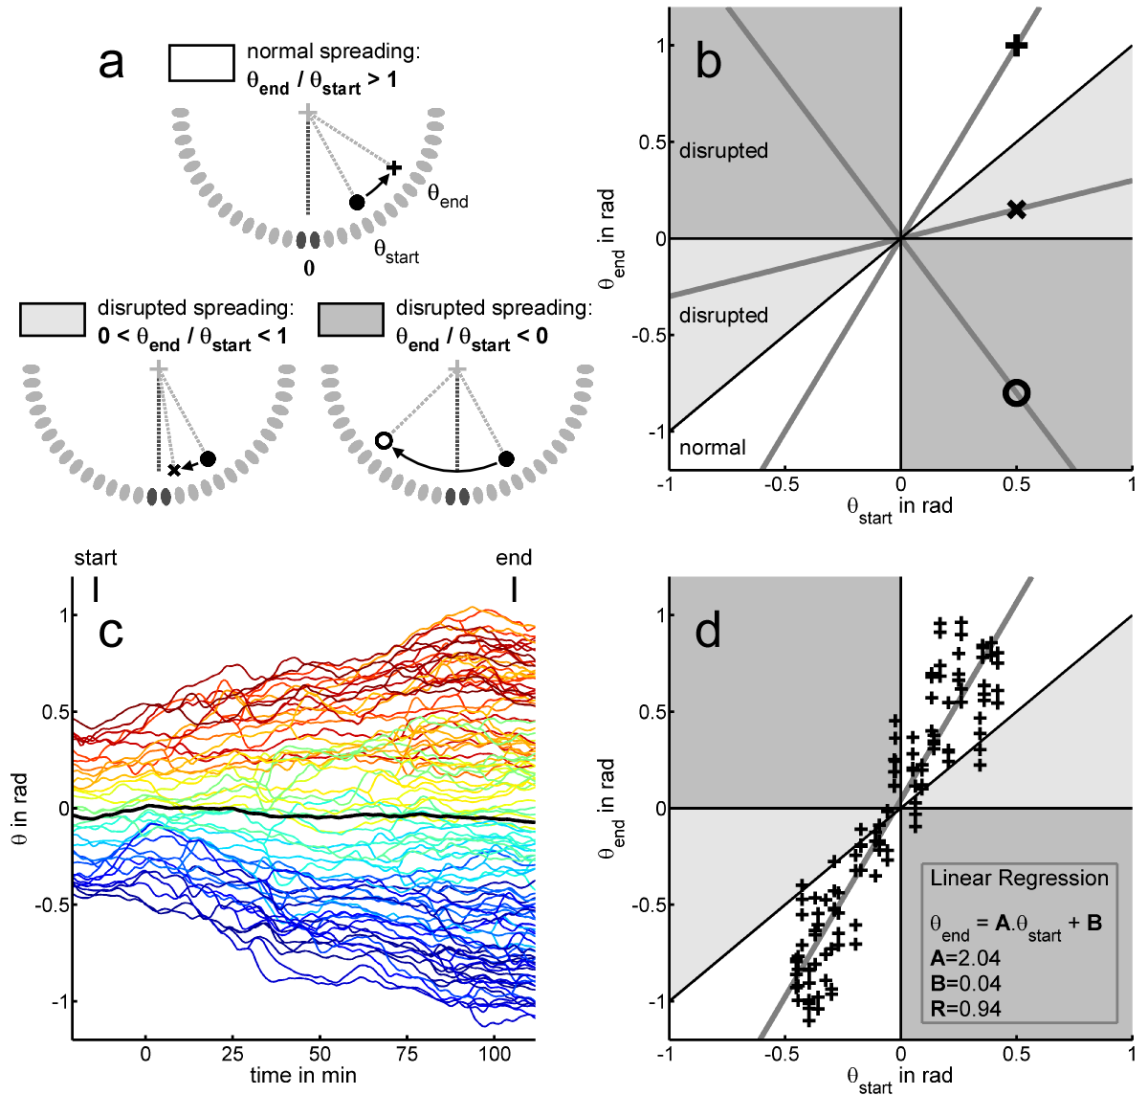 a
normal spreading:
θend / θstart > 1
θend
θstart
0
disrupted spreading:
0 < θend / θstart < 1
disrupted spreading:
θend / θstart < 0
b
1
0.5
0
-0.5
-1
θend in rad
disrupted
disrupted
normal
-1
-0.5
0
0.5
1
θstart in rad
start
end
c
1
0.5
0
-0.5
-1
θ in rad
0
25
50
75
100
time in min
d
1
0.5
0
-0.5
-1
θend in rad
Linear Regression
θend = A.θstart + B
A=2.04
B=0.04
R=0.94
-1
-0.5
0
0.5
1
θstart in rad